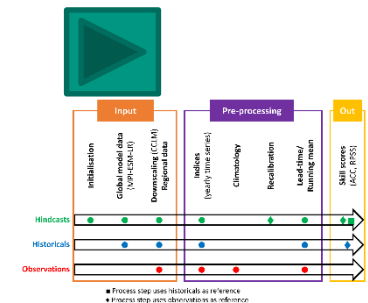 Input
Pre-processing
Out
Initialisation
Global model data
(MPI-ESM-LR)
Downscaling (CCLM)
Regional data
Indices
(yearly time series)
Climatology
Recalibration
Lead-time/
Running mean
Skill scores
(ACC, RPSS)
Hindcasts
Historicals
Observations
■ Process step uses historicals as reference
♦ Process step uses observations as reference